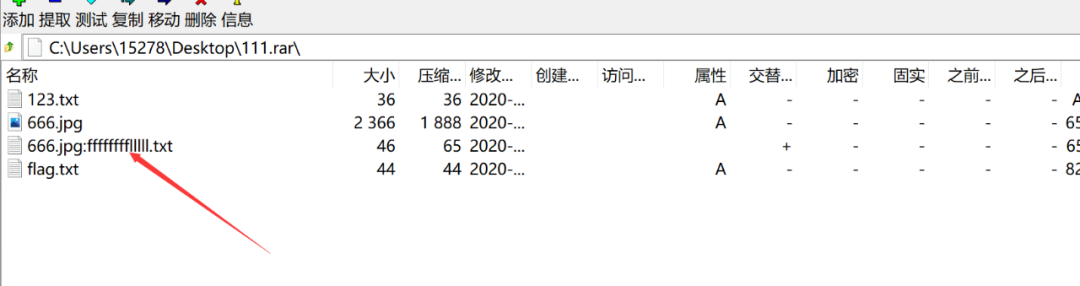 添加 提取 测试 复制 移动 删除 信息
C:\Users\15278\Desktop\111.rar\
名称 大小 压缩... 修改... 创建... 访问... 属性 交替... 加密 固实 之前... 之后...
123.txt 36 36 2020-... A - - - - - A
666.jpg 2 366 1 888 2020-... A - - - - - 65
666.jpg:ffffffffllllll.txt 46 65 2020-... + - - - - 65
flag.txt 44 44 2020-... A - - - - - 82